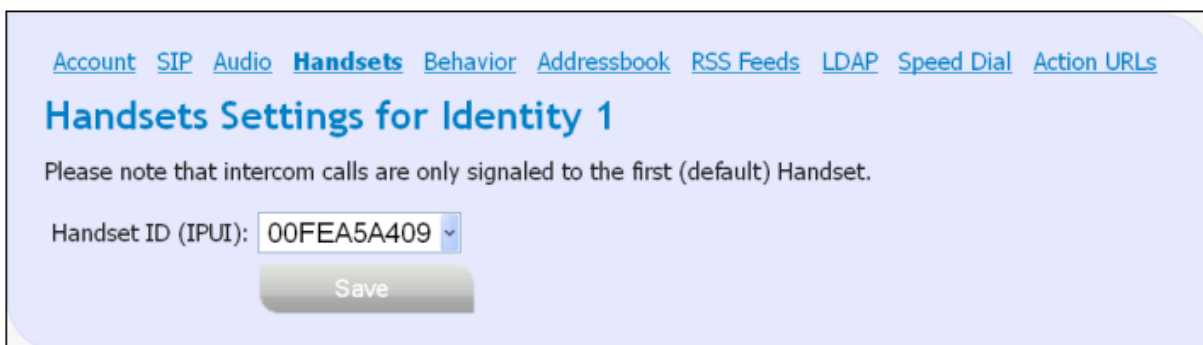 Account SIP Audio Handsets Behavior Addressbook RSS Feeds LDAP Speed Dial Action URLs
Handsets Settings for Identity 1
Please note that intercom calls are only signaled to the first (default) Handset.
Handset ID (IPUI): 00FEA5A409
Save